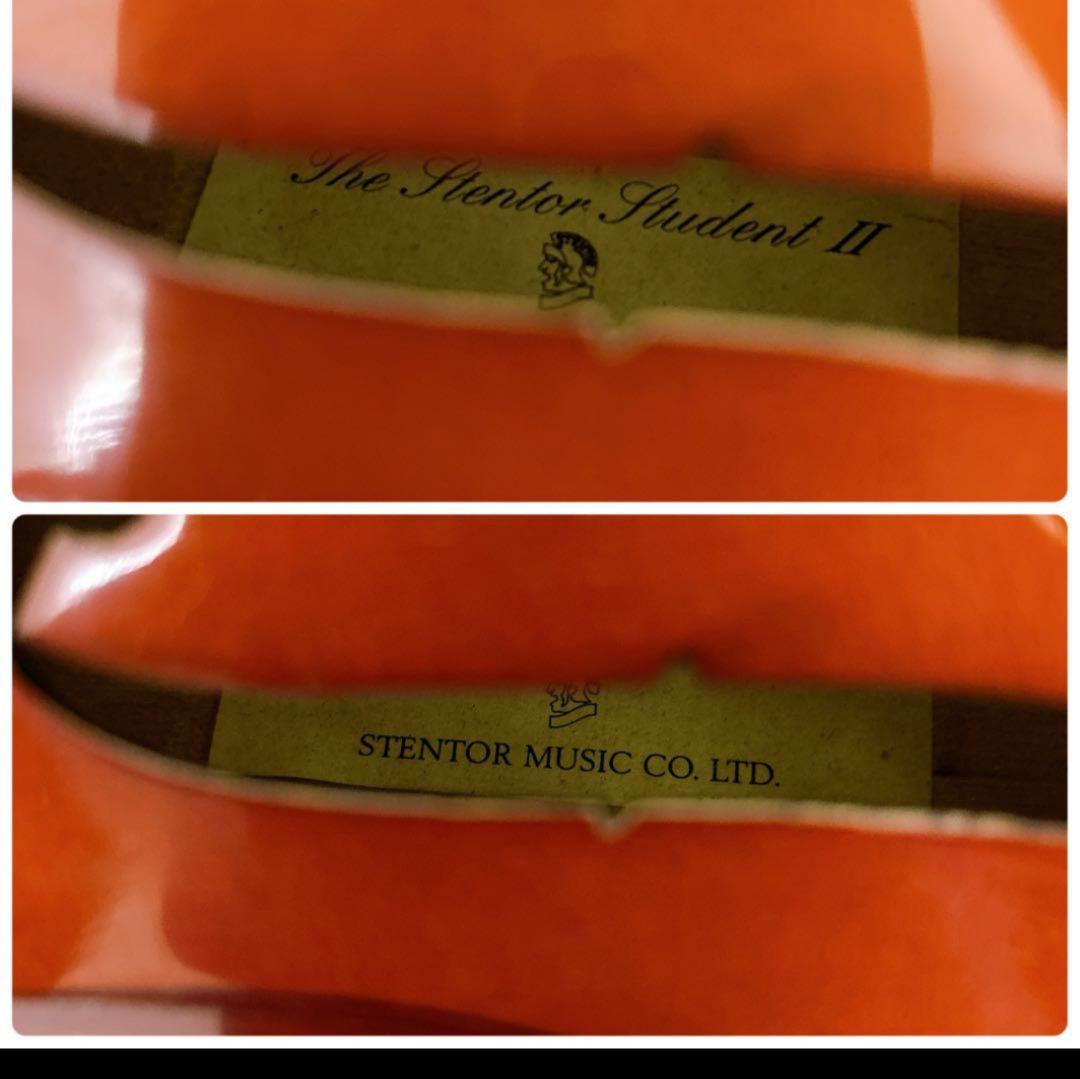 The Stentor Student II
STENTOR MUSIC CO. LTD.